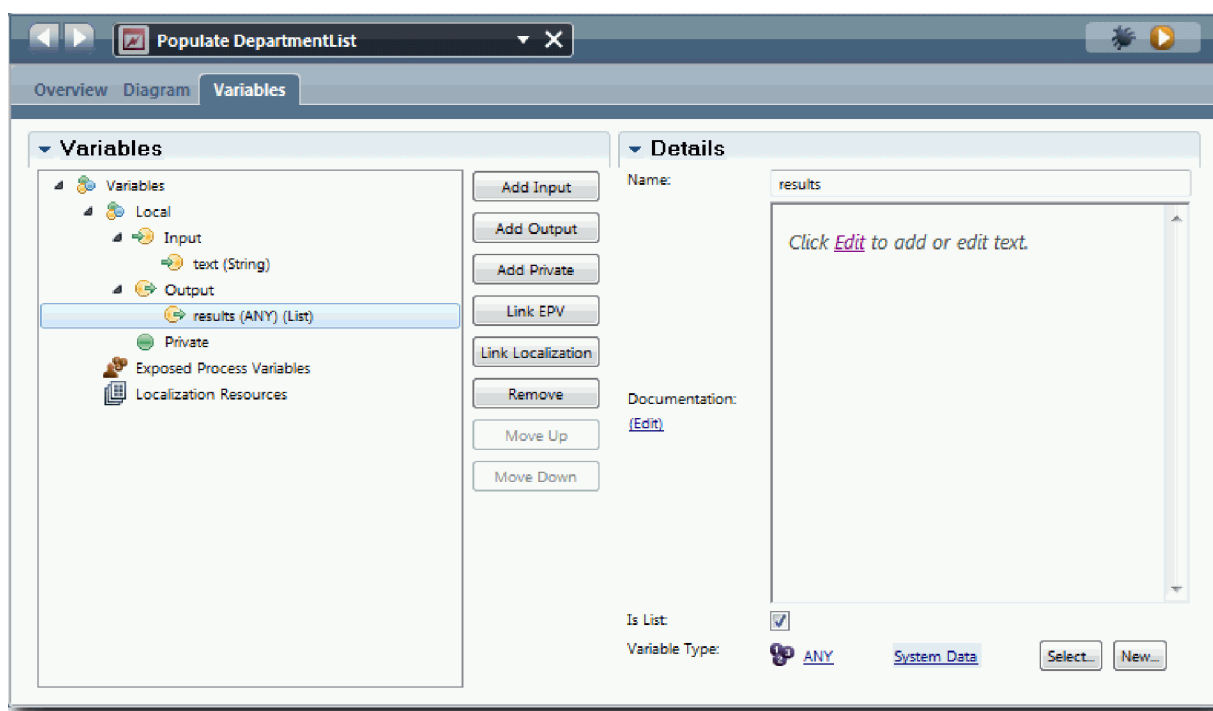 Populate DepartmentList
Overview Diagram Variables
Variables
Variables
Local
Input
text (String)
Output
results (ANY) (List)
Private
Exposed Process Variables
Localization Resources
Add Input
Add Output
Add Private
Link EPV
Link Localization
Remove
Move Up
Move Down
Details
Name: results
Click Edit to add or edit text.
Documentation:
(Edit)
Is List:
Variable Type: ANY System Data Select... New...